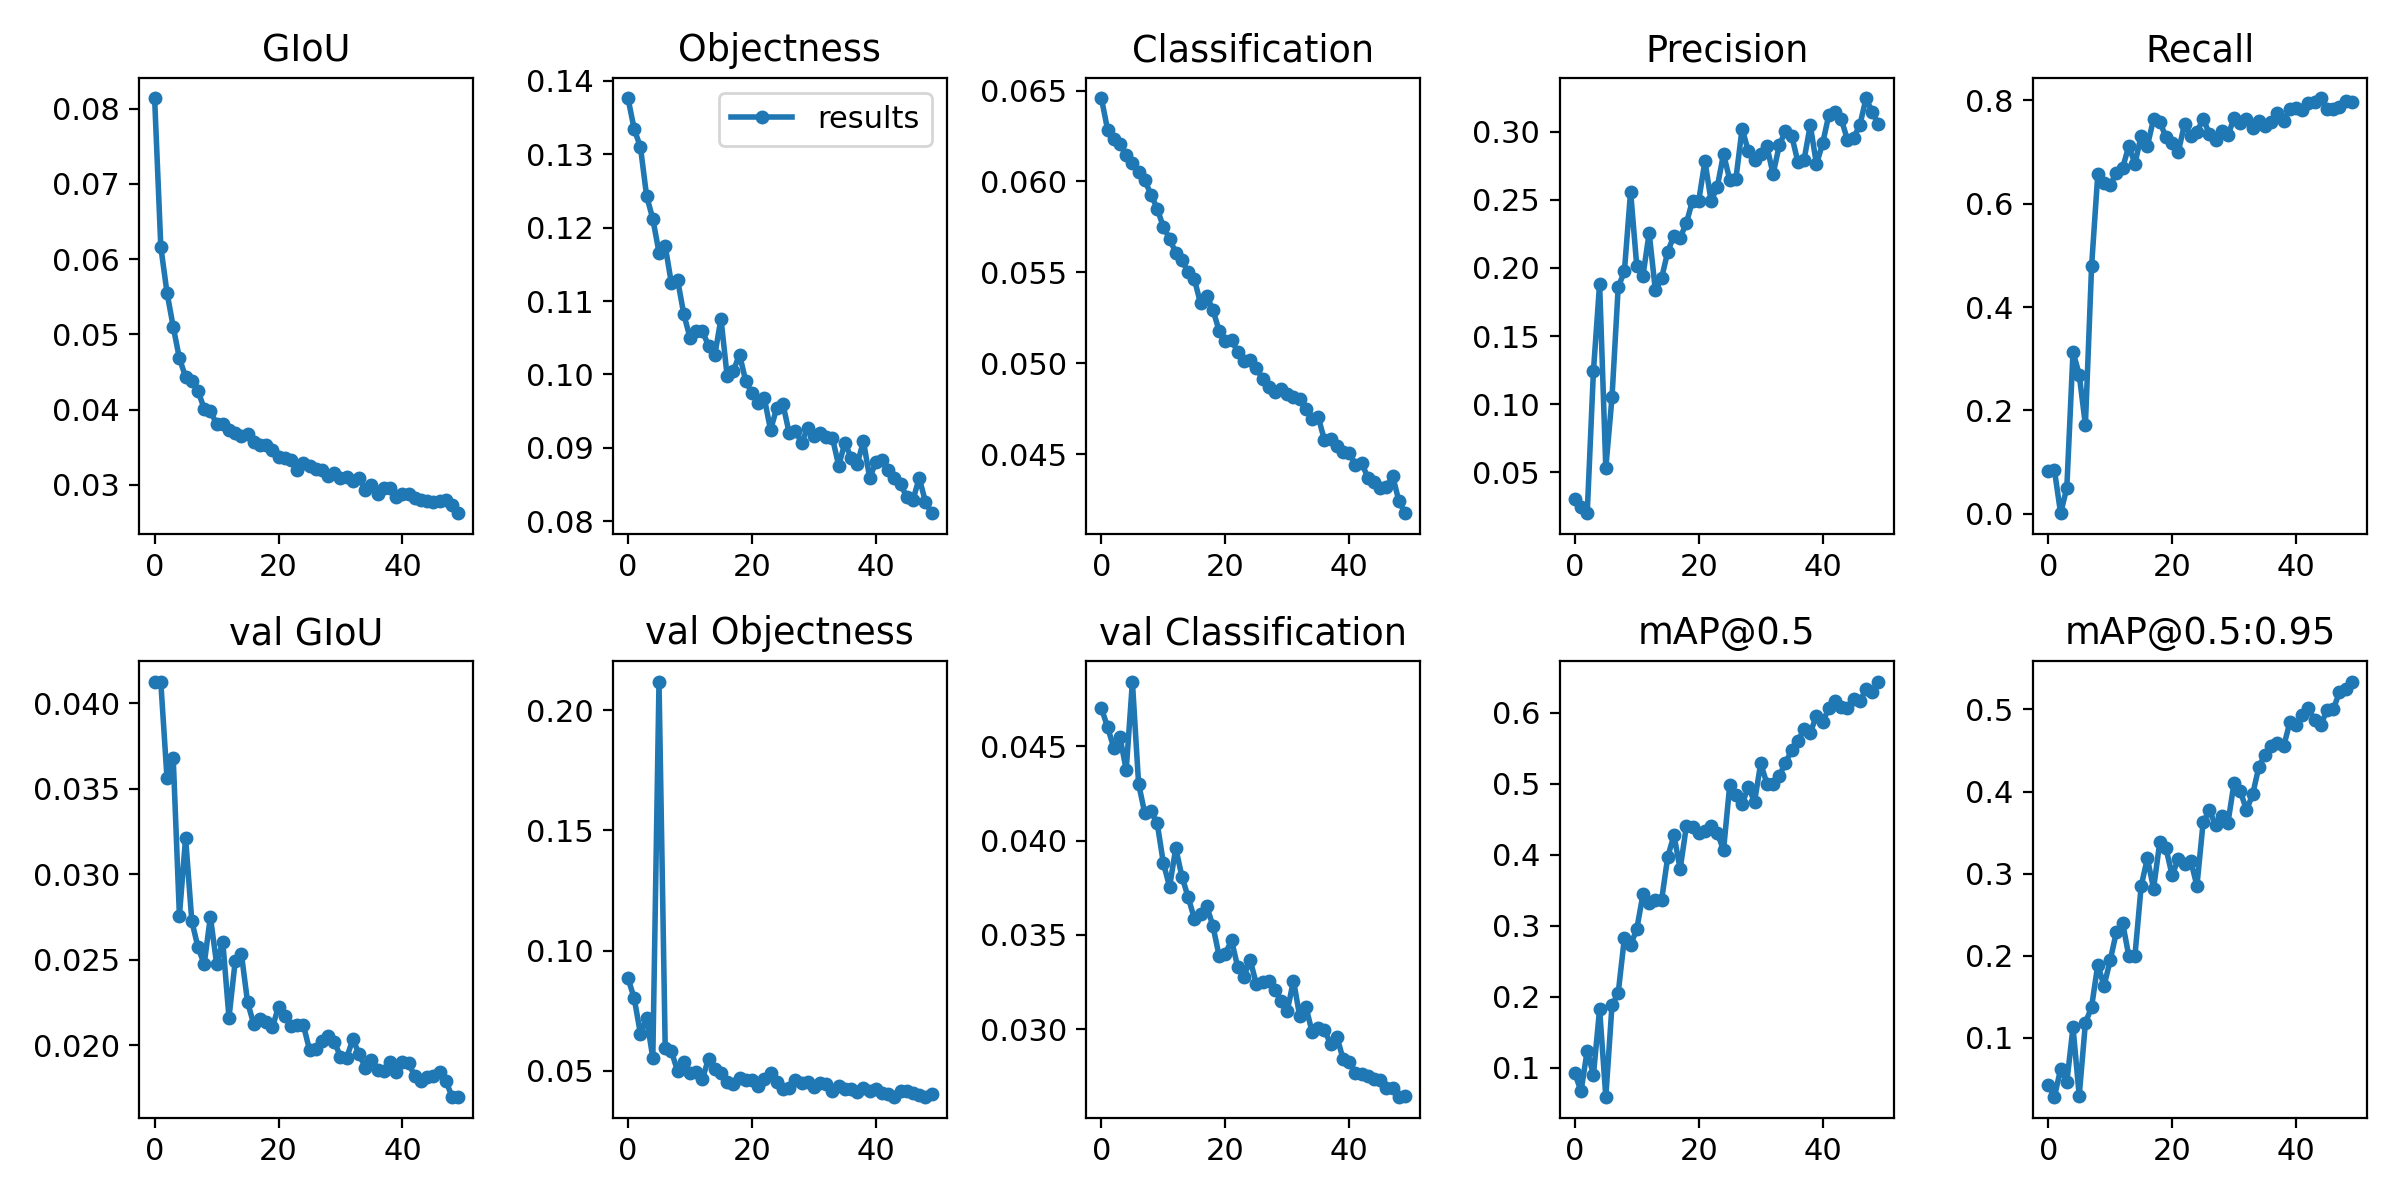 GIoU
0.08
0.07
0.06
0.05
0.04
0.03
0 20 40
Objectness
results
0.14
0.13
0.12
0.11
0.10
0.09
0.08
0 20 40
Classification
0.065
0.060
0.055
0.050
0.045
0 20 40
Precision
0.30
0.25
0.20
0.15
0.10
0.05
0 20 40
Recall
0.8
0.6
0.4
0.2
0.0
0 20 40
val GIoU
0.040
0.035
0.030
0.025
0.020
0 20 40
val Objectness
0.20
0.15
0.10
0.05
0 20 40
val Classification
0.045
0.040
0.035
0.030
0 20 40
mAP@0.5
0.6
0.5
0.4
0.3
0.2
0.1
0 20 40
mAP@0.5:0.95
0.5
0.4
0.3
0.2
0.1
0 20 40